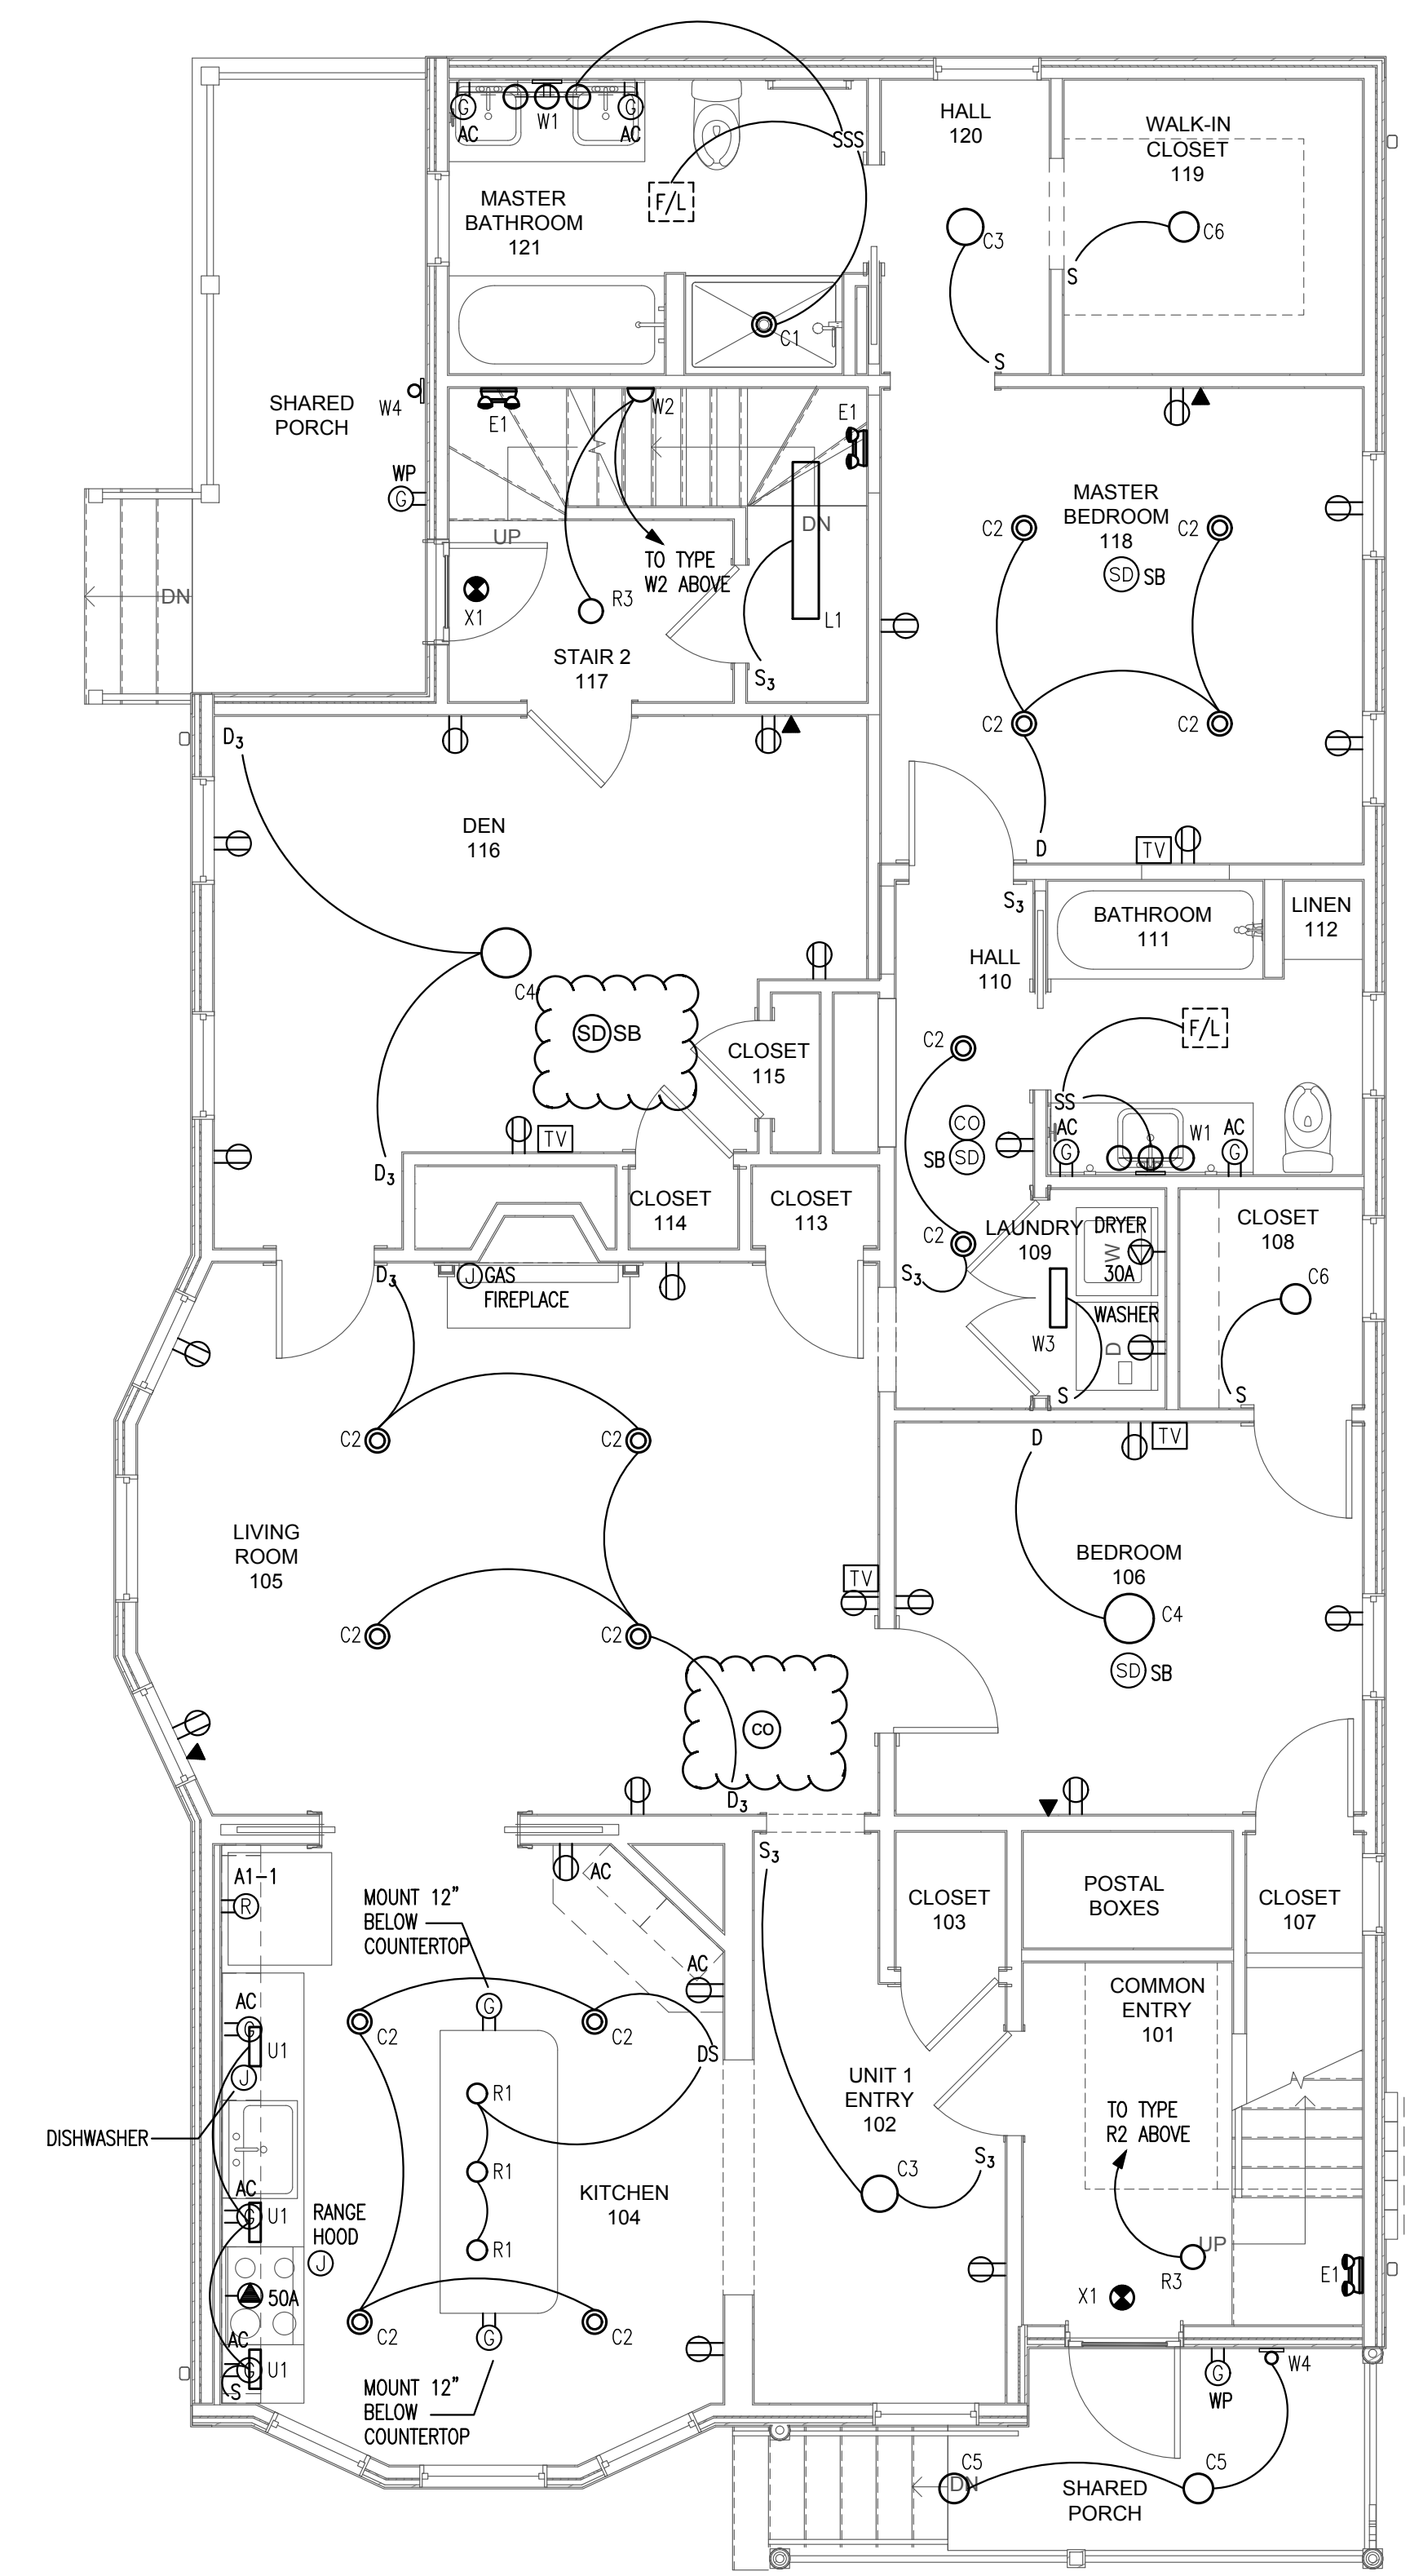 HALL
120
WALK-IN
CLOSET
119
G
AC
W1
G
AC
SSS
F/L
MASTER
BATHROOM
121
C3
C6
S
C1
S
SHARED
PORCH
W4
E1
W2
E1
WP
G
MASTER
BEDROOM
118
C2
C2
SD SB
UP
DN
TO TYPE
W2 ABOVE
X1
R3
L1
DN
STAIR 2
117
S3
C2
C2
D3
D
TV
DEN
116
S3
BATHROOM
111
LINEN
112
HALL
110
C4
SD SB
F/L
C2
CLOSET
115
SS
CO
SB SD
AC
G
W1
AC
G
TV
D3
CLOSET
114
CLOSET
113
C2
LAUNDRY
109
DRYER
W
30A
CLOSET
108
D3
J GAS
FIREPLACE
S3
C6
WASHER
W3
D
S
S
C2
C2
D
TV
LIVING
ROOM
105
BEDROOM
106
TV
C4
C2
C2
SD SB
CO
D3
S3
A1-1
R
MOUNT 12"
BELOW
COUNTERTOP
AC
CLOSET
103
POSTAL
BOXES
CLOSET
107
AC
AC
G
G
COMMON
ENTRY
101
C2
C2
U1
DS
J
R1
UNIT 1
ENTRY
102
TO TYPE
R2 ABOVE
DISHWASHER
R1
S3
C3
AC
G
U1
RANGE
HOOD
J
KITCHEN
104
R1
UP
R3
E1
50A
X1
C2
C2
AC
G
G
U1
S
MOUNT 12"
BELOW
COUNTERTOP
G
WP
W4
C5
DN
C5
SHARED
PORCH